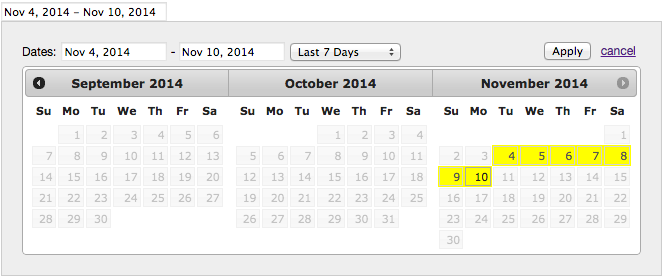 Nov 4, 2014 – Nov 10, 2014
Dates: Nov 4, 2014 - Nov 10, 2014 Last 7 Days Apply cancel
September 2014 October 2014 November 2014
Su Mo Tu We Th Fr Sa Su Mo Tu We Th Fr Sa Su Mo Tu We Th Fr Sa
1 2 3 4 5 6 1 2 3 4 1
7 8 9 10 11 12 13 5 6 7 8 9 10 11 2 3 4 5 6 7 8
14 15 16 17 18 19 20 12 13 14 15 16 17 18 9 10 11 12 13 14 15
21 22 23 24 25 26 27 19 20 21 22 23 24 25 16 17 18 19 20 21 22
28 29 30 26 27 28 29 30 31 23 24 25 26 27 28 29
30